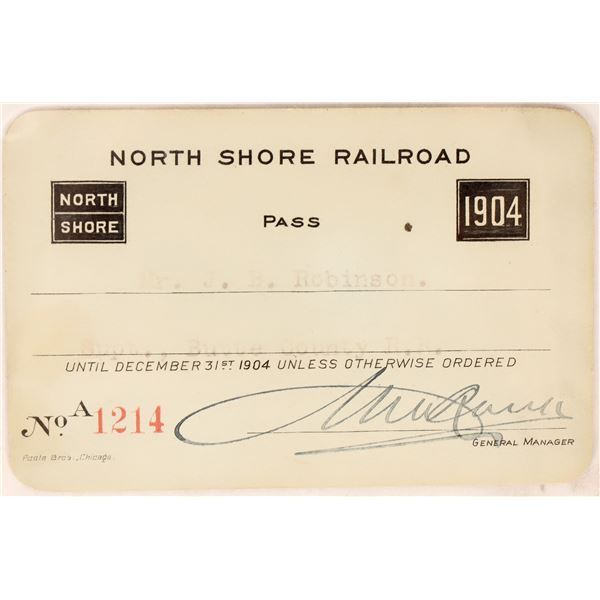 NORTH SHORE RAILROAD
NORTH
SHORE
PASS
1904
Mr. J. B. Robinson.
Supt., Butte County R.R.
UNTIL DECEMBER 31ST 1904 UNLESS OTHERWISE ORDERED
No. A 1214
GENERAL MANAGER
Poole Bros., Chicago.